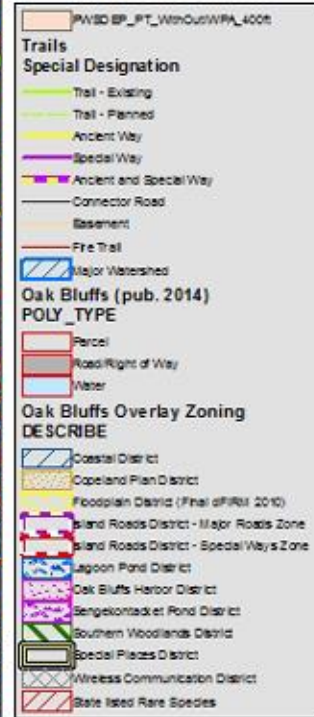 PWSDEP_PT_WithOutWPA_400ft
Trails
Special Designation
Trail - Existing
Trail - Planned
Ancient Way
Special Way
Ancient and Special Way
Connector Road
Easement
Fire Trail
Major Watershed
Oak Bluffs (pub. 2014)
POLY_TYPE
Parcel
Road/Right of Way
Water
Oak Bluffs Overlay Zoning
DESCRIBE
Coastal District
Copeland Plan District
Floodplain District (Final dFIRM 2010)
Island Roads District - Major Roads Zone
Island Roads District - Special Ways Zone
Lagoon Pond District
Oak Bluffs Harbor District
Sengekontacket Pond District
Southern Woodlands District
Special Places District
Wireless Communication District
State listed Rare Species